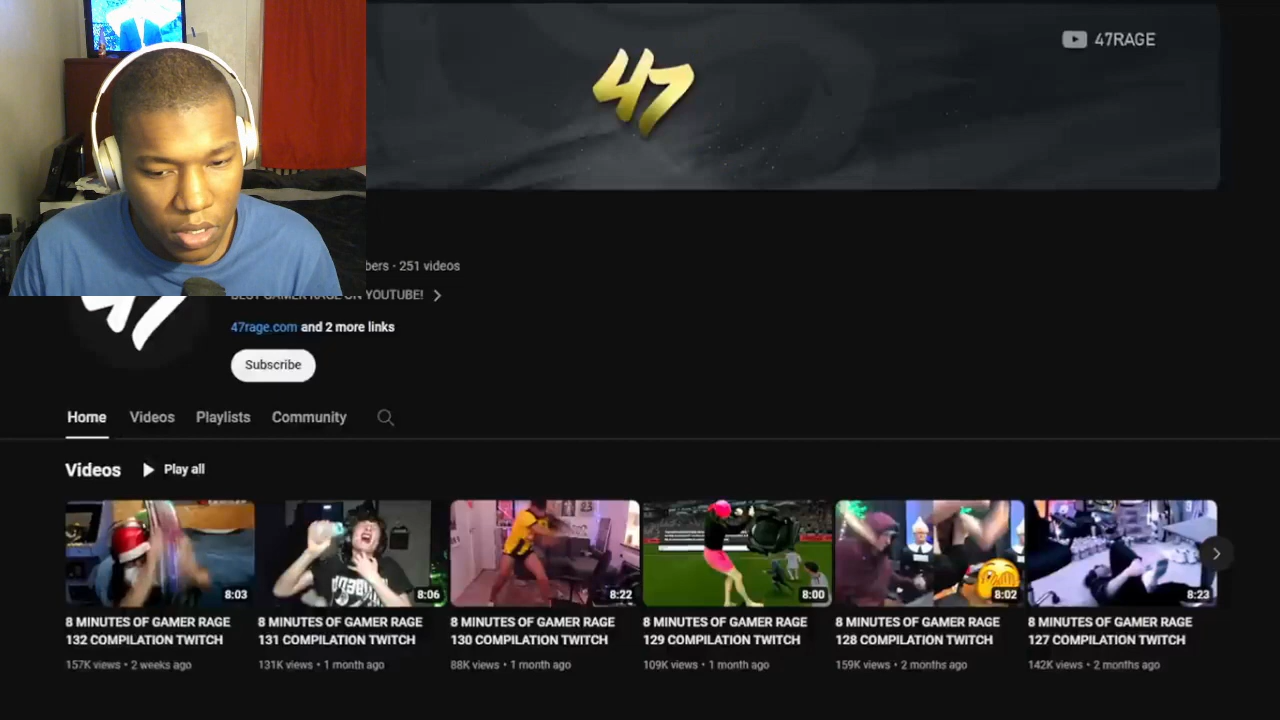 47
47RAGE
bers · 251 videos
BEST GAMER RAGE ON YOUTUBE!
47
47rage.com and 2 more links
Subscribe
Home Videos Playlists Community
Videos Play all
8:03 8:06 8:22 8:00 8:02 8:23
8 MINUTES OF GAMER RAGE 132 COMPILATION TWITCH
157K views • 2 weeks ago
8 MINUTES OF GAMER RAGE 131 COMPILATION TWITCH
131K views • 1 month ago
8 MINUTES OF GAMER RAGE 130 COMPILATION TWITCH
88K views • 1 month ago
8 MINUTES OF GAMER RAGE 129 COMPILATION TWITCH
109K views • 1 month ago
8 MINUTES OF GAMER RAGE 128 COMPILATION TWITCH
159K views • 2 months ago
8 MINUTES OF GAMER RAGE 127 COMPILATION TWITCH
142K views • 2 months ago